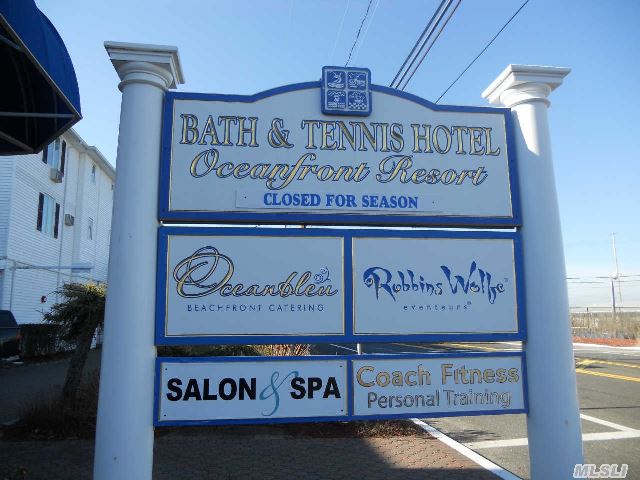 BATH & TENNIS HOTEL
Oceanfront Resort
CLOSED FOR SEASON
Oceanbleu
BEACHFRONT CATERING
Robbins Wolfe
eventeurs®
SALON & SPA
Coach Fitness
Personal Training
MLSLI